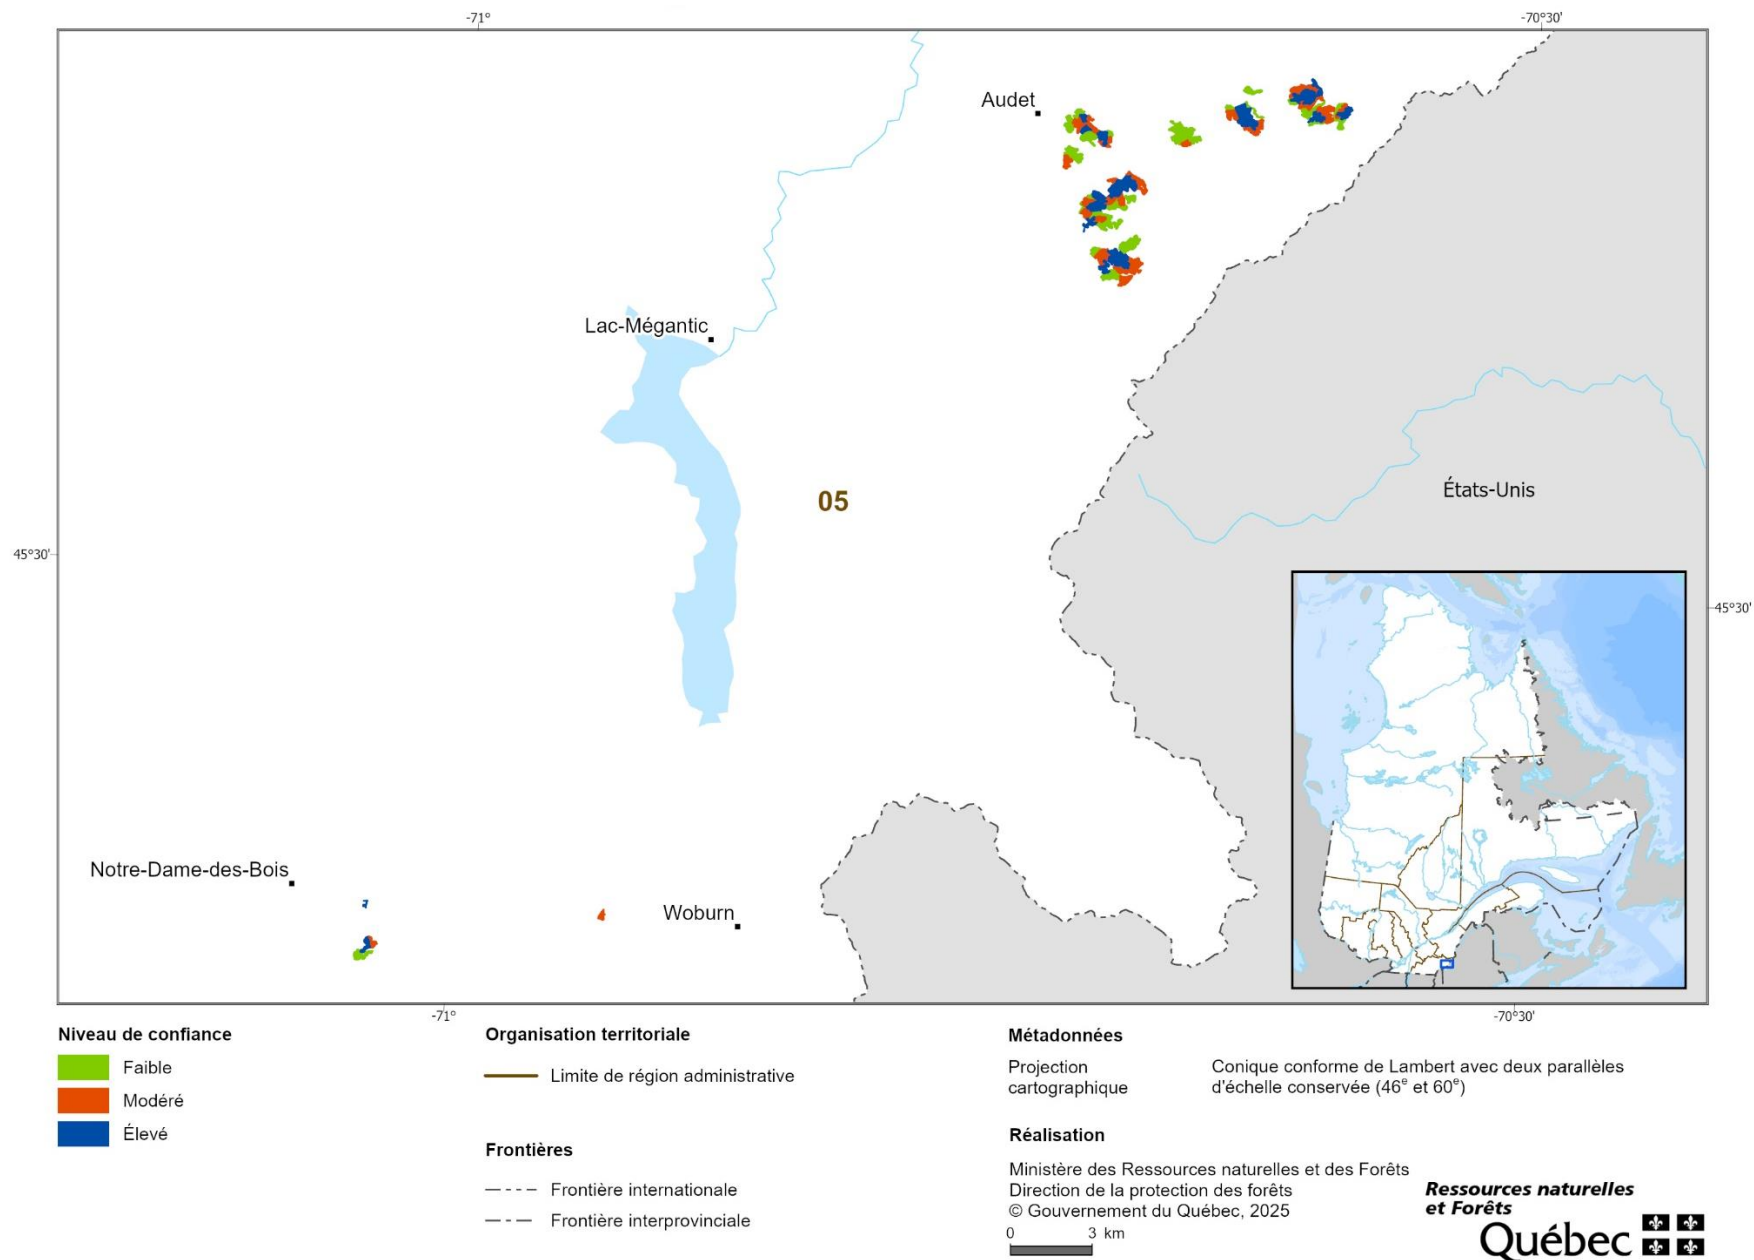 -71°
-70°30'
Audet
Lac-Mégantic
05
États-Unis
45°30'
45°30'
Notre-Dame-des-Bois
Woburn
-71°
-70°30'
Niveau de confiance
Faible
Modéré
Élevé
Organisation territoriale
Limite de région administrative
Frontières
Frontière internationale
Frontière interprovinciale
Métadonnées
Projection
cartographique
Conique conforme de Lambert avec deux parallèles
d'échelle conservée (46e et 60e)
Réalisation
Ministère des Ressources naturelles et des Forêts
Direction de la protection des forêts
© Gouvernement du Québec, 2025
0 3 km
Ressources naturelles
et Forêts
Québec